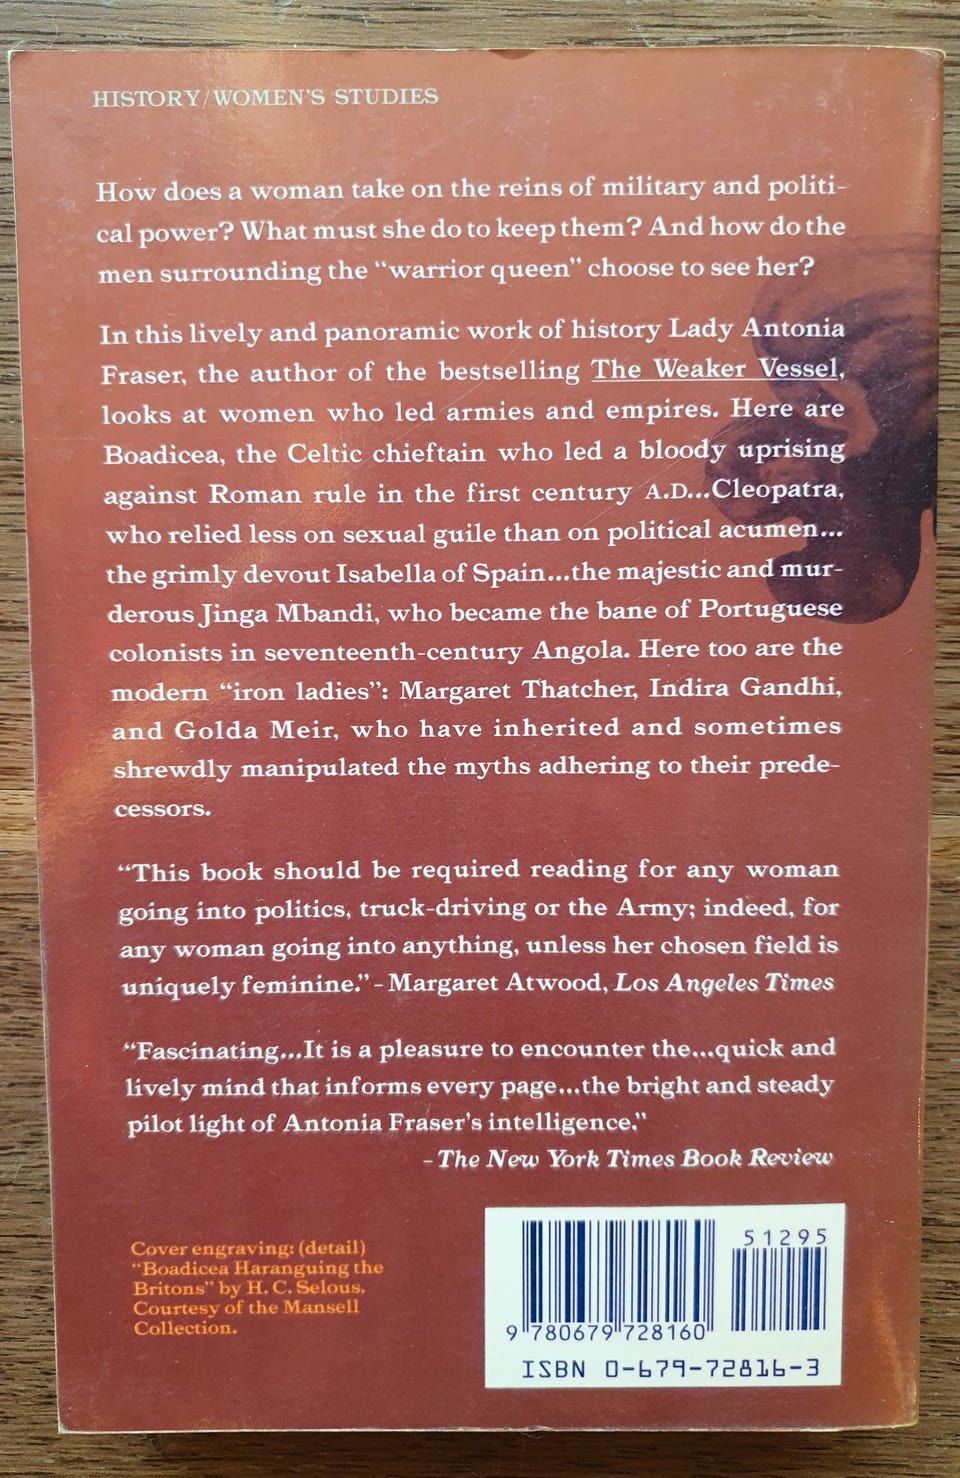 HISTORY/WOMEN'S STUDIES
How does a woman take on the reins of military and politi-
cal power? What must she do to keep them? And how do the
men surrounding the “warrior queen” choose to see her?
In this lively and panoramic work of history Lady Antonia
Fraser, the author of the bestselling The Weaker Vessel,
looks at women who led armies and empires. Here are
Boadicea, the Celtic chieftain who led a bloody uprising
against Roman rule in the first century A.D...Cleopatra,
who relied less on sexual guile than on political acumen...
the grimly devout Isabella of Spain...the majestic and mur-
derous Jinga Mbandi, who became the bane of Portuguese
colonists in seventeenth-century Angola. Here too are the
modern “iron ladies”: Margaret Thatcher, Indira Gandhi,
and Golda Meir, who have inherited and sometimes
shrewdly manipulated the myths adhering to their prede-
cessors.
“This book should be required reading for any woman
going into politics, truck-driving or the Army; indeed, for
any woman going into anything, unless her chosen field is
uniquely feminine.” - Margaret Atwood, Los Angeles Times
“Fascinating...It is a pleasure to encounter the...quick and
lively mind that informs every page...the bright and steady
pilot light of Antonia Fraser's intelligence.”
- The New York Times Book Review
Cover engraving: (detail)
“Boadicea Haranguing the
Britons” by H. C. Selous.
Courtesy of the Mansell
Collection.
51295
9 780679 728160
ISBN 0-679-72816-3